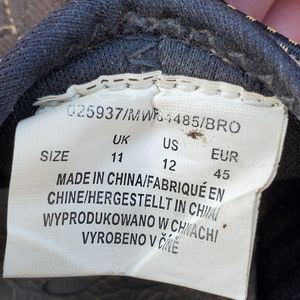 025937/MW64485/BRO
UK US EUR
SIZE 11 12 45
MADE IN CHINA/FABRIQUÉ EN
CHINE/HERGESTELLT IN CHINA/
WYPRODUKOWANO W CHINACH
VYROBENO V ČÍNĚ